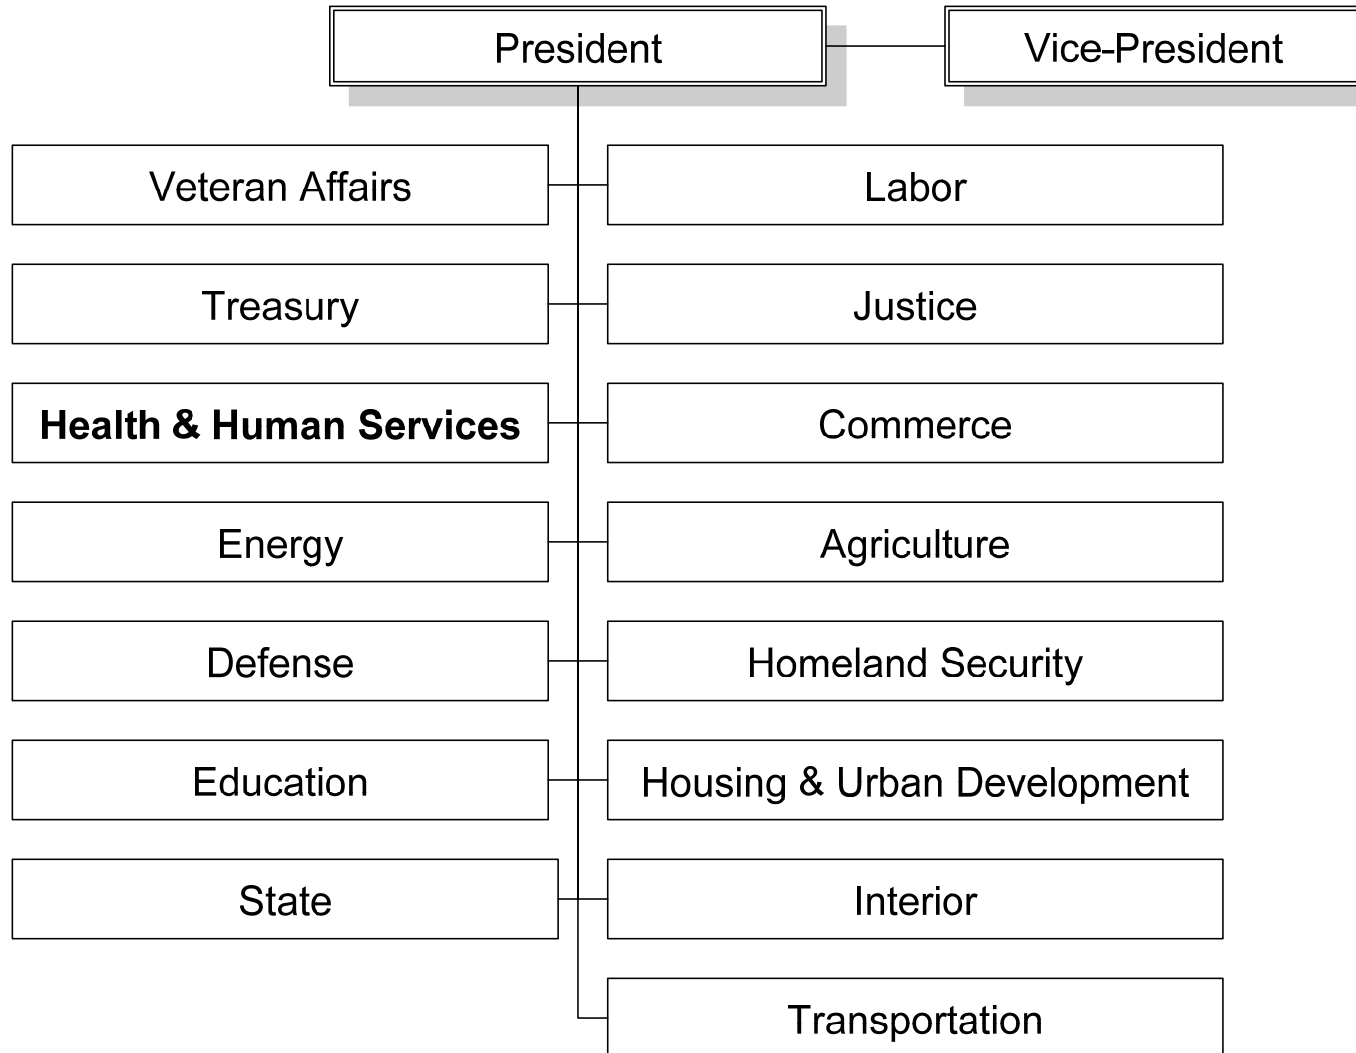 President
Vice-President
Veteran Affairs
Labor
Treasury
Justice
Health & Human Services
Commerce
Energy
Agriculture
Defense
Homeland Security
Education
Housing & Urban Development
State
Interior
Transportation